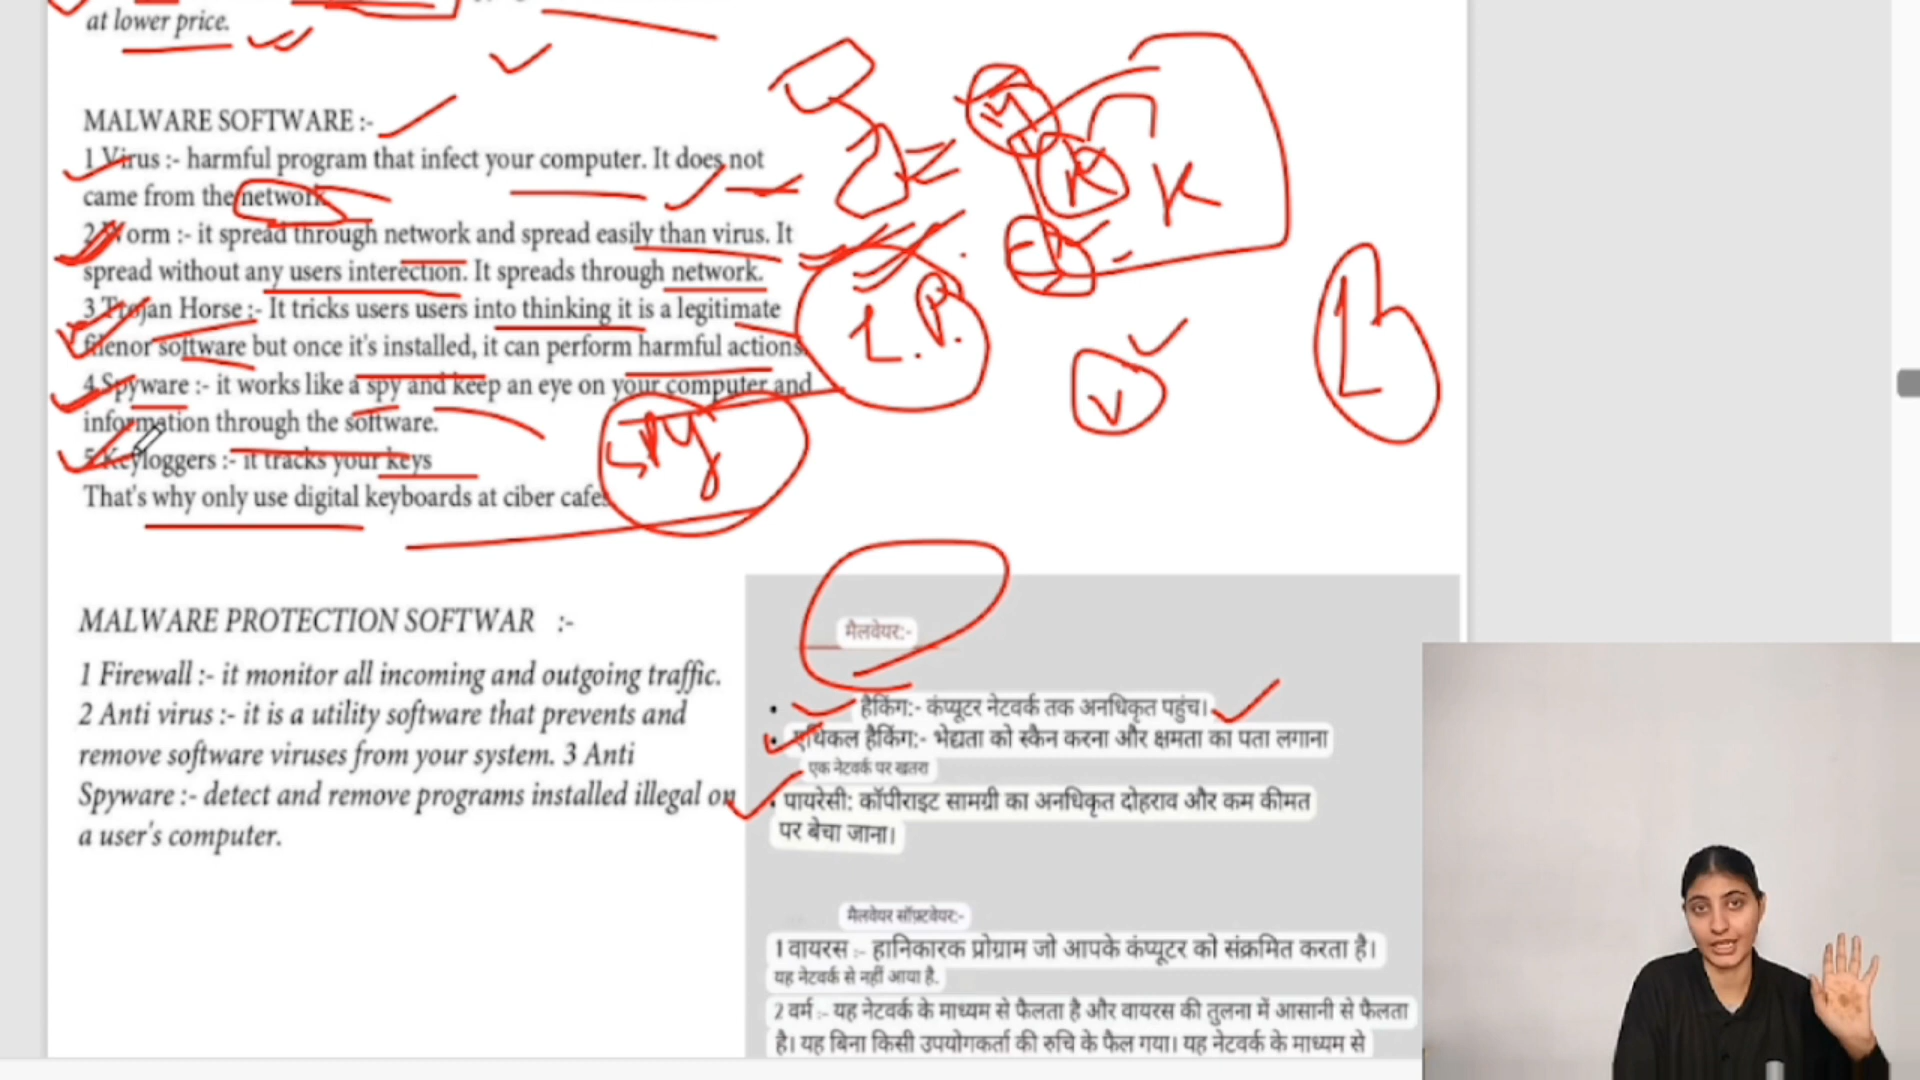 at lower price.
MALWARE SOFTWARE :-
1 Virus :- harmful program that infect your computer. It does not
came from the network
2 Worm :- it spread through network and spread easily than virus. It
spread without any users interection. It spreads through network.
3 Trojan Horse :- It tricks users users into thinking it is a legitimate
filenor software but once it's installed, it can perform harmful actions
4 Spyware :- it works like a spy and keep an eye on your computer and
information through the software.
5 Keyloggers :- it tracks your keys
That's why only use digital keyboards at ciber cafes
M
R
K
I.P.
V
SPY
MALWARE PROTECTION SOFTWAR :-
1 Firewall :- it monitor all incoming and outgoing traffic.
2 Anti virus :- it is a utility software that prevents and
remove software viruses from your system. 3 Anti
Spyware :- detect and remove programs installed illegal on
a user's computer.
मैलवेयर:-
• हैकिंग:- कंप्यूटर नेटवर्क तक अनधिकृत पहुंच।
• एथिकल हैकिंग:- भेद्यता को स्कैन करना और क्षमता का पता लगाना
एक नेटवर्क पर खतरा
• पायरेसी: कॉपीराइट सामग्री का अनधिकृत दोहराव और कम कीमत
पर बेचा जाना।
मैलवेयर सॉफ़्टवेयर:-
1 वायरस :- हानिकारक प्रोग्राम जो आपके कंप्यूटर को संक्रमित करता है।
यह नेटवर्क से नहीं आया है.
2 वर्म :- यह नेटवर्क के माध्यम से फैलता है और वायरस की तुलना में आसानी से फैलता
है। यह बिना किसी उपयोगकर्ता की रुचि के फैल गया। यह नेटवर्क के माध्यम से